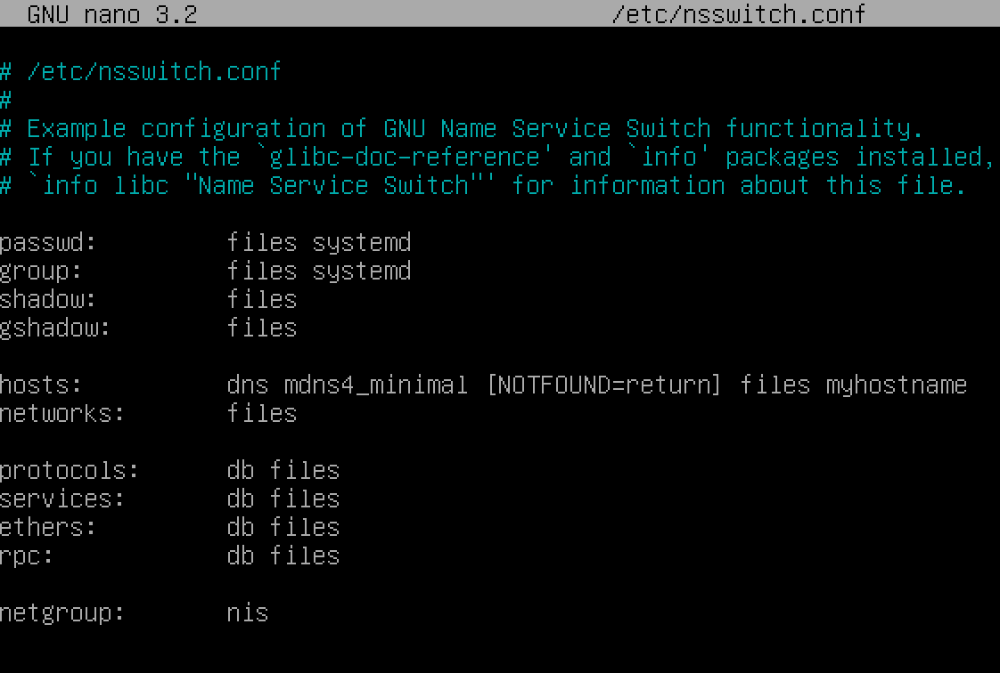 GNU nano 3.2 /etc/nsswitch.conf
# /etc/nsswitch.conf
#
# Example configuration of GNU Name Service Switch functionality.
# If you have the `glibc-doc-reference' and `info' packages installed,
# `info libc "Name Service Switch"' for information about this file.
passwd: files systemd
group: files systemd
shadow: files
gshadow: files
hosts: dns mdns4_minimal [NOTFOUND=return] files myhostname
networks: files
protocols: db files
services: db files
ethers: db files
rpc: db files
netgroup: nis